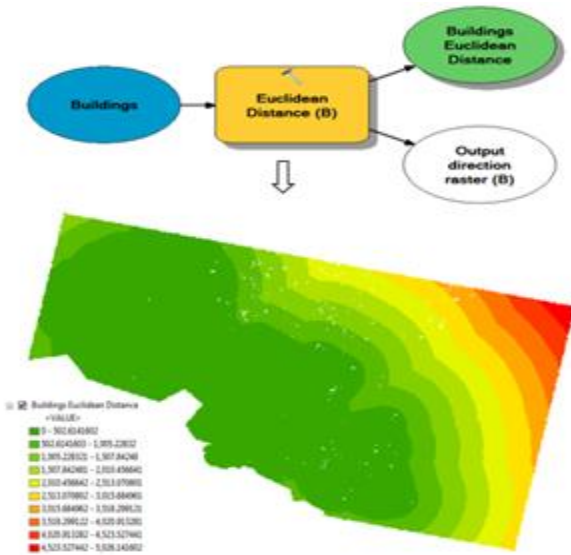 Buildings
Euclidean
Distance
Buildings
Euclidean
Distance (B)
Output
direction
raster (B)
Buildings Euclidean Distance
<VALUE>
0 - 502.6141602
502.6141603 - 1,005.22832
1,005.228321 - 1,507.84248
1,507.842481 - 2,010.456641
2,010.456642 - 2,513.070801
2,513.070802 - 3,015.684961
3,015.684962 - 3,518.299121
3,518.299122 - 4,020.913281
4,020.913282 - 4,523.527441
4,523.527442 - 5,026.141602